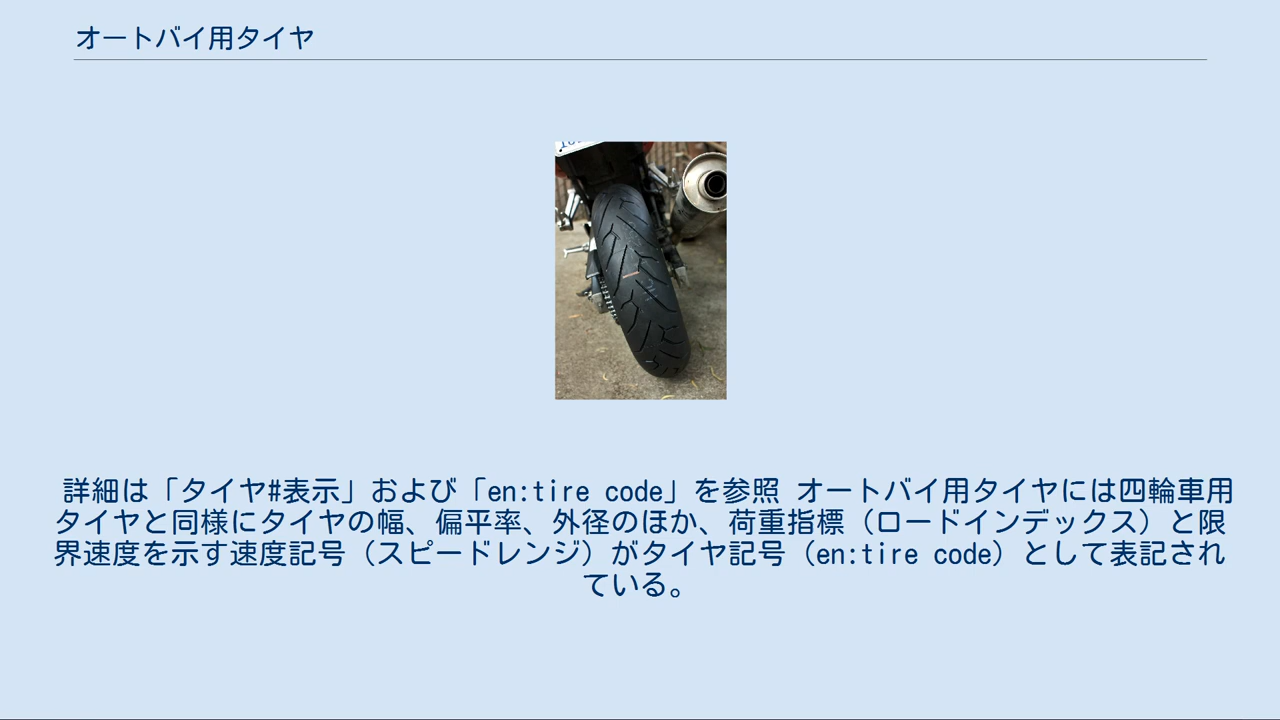 オートバイ用タイヤ
詳細は「タイヤ#表示」および「en:tire code」を参照 オートバイ用タイヤには四輪車用
タイヤと同様にタイヤの幅、偏平率、外径のほか、荷重指標（ロードインデックス）と限
界速度を示す速度記号（スピードレンジ）がタイヤ記号（en:tire code）として表記され
ている。